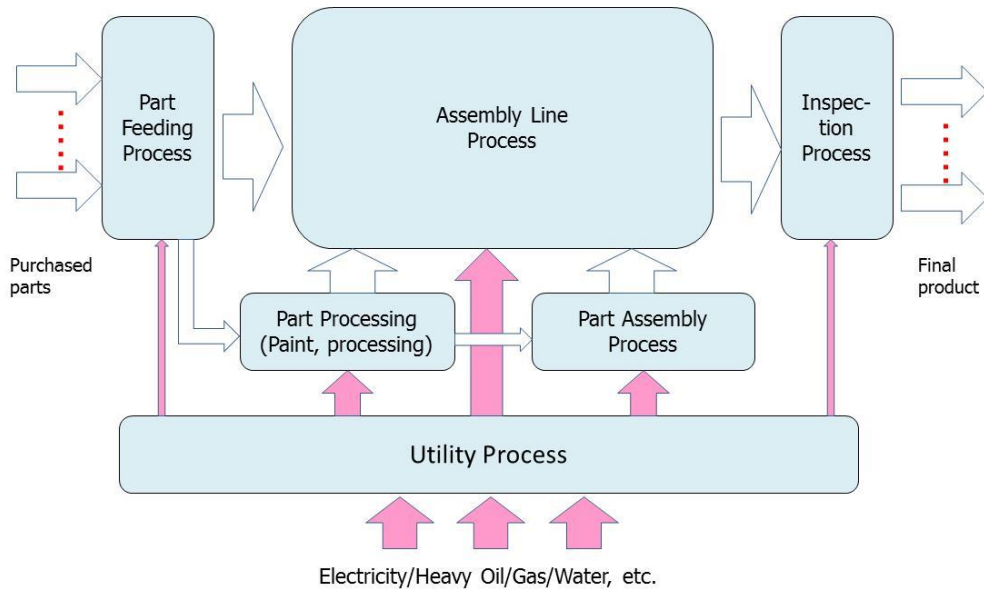 Part
Feeding
Process
Assembly Line
Process
Inspec-
tion
Process
Purchased
parts
Final
product
Part Processing
(Paint, processing)
Part Assembly
Process
Utility Process
Electricity/Heavy Oil/Gas/Water, etc.